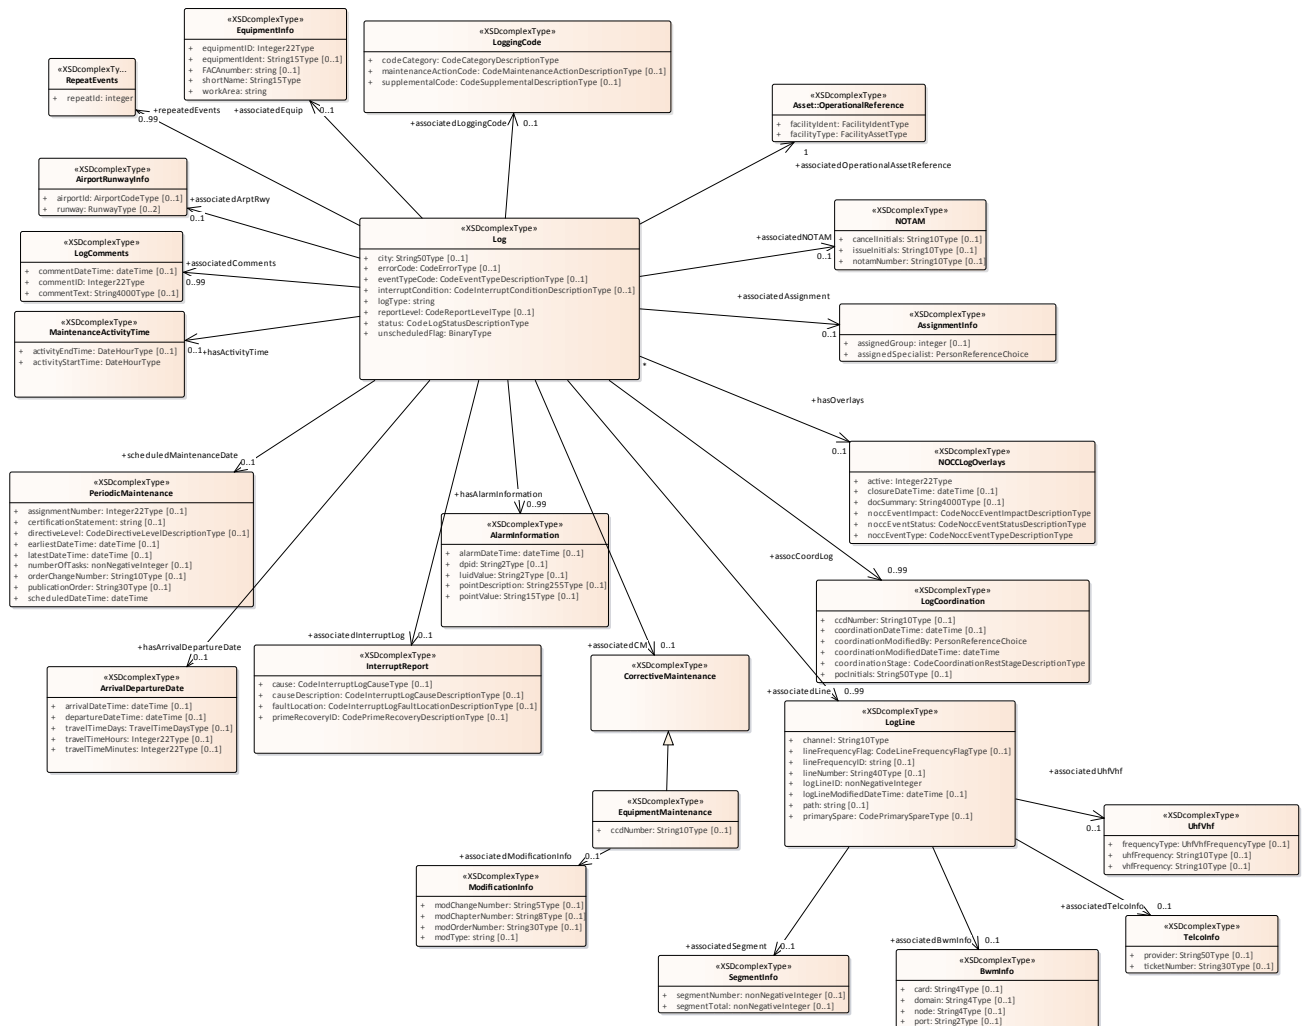 «XSDcomplexType»
EquipmentInfo
+ equipmentID: Integer22Type
+ equipmentIdent: String15Type [0..1]
+ FACAnumber: string [0..1]
+ shortName: String15Type
+ workArea: string
«XSDcomplexType»
LoggingCode
+ codeCategory: CodeCategoryDescriptionType
+ maintenanceActionCode: CodeMaintenanceActionDescriptionType [0..1]
+ supplementalCode: CodeSupplementalDescriptionType [0..1]
«XSDcomplexTy...
RepeatEvents
+ repeatId: integer
«XSDcomplexType»
Asset::OperationalReference
+ facilityIdent: FacilityIdentType
+ facilityType: FacilityAssetType
+repeatedEvents
0..99
+associatedEquip
0..1
+associatedLoggingCode
0..1
1
+associatedOperationalAssetReference
«XSDcomplexType»
AirportRunwayInfo
+ airportId: AirportCodeType [0..1]
+ runway: RunwayType [0..2]
+associatedArptRwy
0..1
«XSDcomplexType»
Log
+ city: String50Type [0..1]
+ errorCode: CodeErrorType [0..1]
+ eventTypeCode: CodeEventTypeDescriptionType [0..1]
+ interruptCondition: CodeInterruptConditionDescriptionType [0..1]
+ logType: string
+ reportLevel: CodeReportLevelType [0..1]
+ status: CodeLogStatusDescriptionType
+ unscheduledFlag: BinaryType
«XSDcomplexType»
NOTAM
+ cancelInitials: String10Type [0..1]
+ issueInitials: String10Type [0..1]
+ notamNumber: String10Type [0..1]
+associatedNOTAM
0..1
«XSDcomplexType»
LogComments
+ commentDateTime: dateTime [0..1]
+ commentID: Integer22Type
+ commentText: String4000Type [0..1]
+associatedComments
0..99
+associatedAssignment
0..1
«XSDcomplexType»
AssignmentInfo
+ assignedGroup: integer [0..1]
+ assignedSpecialist: PersonReferenceChoice
«XSDcomplexType»
MaintenanceActivityTime
+ activityEndTime: DateHourType [0..1]
+ activityStartTime: DateHourType
0..1
+hasActivityTime
*
+hasOverlays
0..1
«XSDcomplexType»
NOCCLogOverlays
+ active: Integer22Type
+ closureDateTime: dateTime [0..1]
+ docSummary: String4000Type [0..1]
+ noccEventImpact: CodeNoccEventImpactDescriptionType
+ noccEventStatus: CodeNoccEventStatusDescriptionType
+ noccEventType: CodeNoccEventTypeDescriptionType
+scheduledMaintenanceDate
0..1
«XSDcomplexType»
PeriodicMaintenance
+ assignmentNumber: Integer22Type [0..1]
+ certificationStatement: string [0..1]
+ directiveLevel: CodeDirectiveLevelDescriptionType [0..1]
+ earliestDateTime: dateTime [0..1]
+ latestDateTime: dateTime [0..1]
+ numberOfTasks: nonNegativeInteger [0..1]
+ orderChangeNumber: String10Type [0..1]
+ publicationOrder: String30Type [0..1]
+ scheduledDateTime: dateTime
+hasAlarmInformation
0..99
«XSDcomplexType»
AlarmInformation
+ alarmDateTime: dateTime [0..1]
+ dpid: String2Type [0..1]
+ luidValue: String2Type [0..1]
+ pointDescription: String255Type [0..1]
+ pointValue: String15Type [0..1]
+assocCoordLog
0..99
«XSDcomplexType»
LogCoordination
+ ccdNumber: String10Type [0..1]
+ coordinationDateTime: dateTime [0..1]
+ coordinationModifiedBy: PersonReferenceChoice
+ coordinationModifiedDateTime: dateTime
+ coordinationStage: CodeCoordinationRestStageDescriptionType
+ pocInitials: String50Type [0..1]
+hasArrivalDepartureDate
0..1
«XSDcomplexType»
ArrivalDepartureDate
+ arrivalDateTime: dateTime [0..1]
+ departureDateTime: dateTime [0..1]
+ travelTimeDays: TravelTimeDaysType [0..1]
+ travelTimeHours: Integer22Type [0..1]
+ travelTimeMinutes: Integer22Type [0..1]
+associatedInterruptLog
0..1
«XSDcomplexType»
InterruptReport
+ cause: CodeInterruptLogCauseType [0..1]
+ causeDescription: CodeInterruptLogCauseDescriptionType [0..1]
+ faultLocation: CodeInterruptLogFaultLocationDescriptionType [0..1]
+ primeRecoveryID: CodePrimeRecoveryDescriptionType [0..1]
+associatedCM
0..1
«XSDcomplexType»
CorrectiveMaintenance
+associatedLine
0..99
«XSDcomplexType»
LogLine
+ channel: String10Type
+ lineFrequencyFlag: CodeLineFrequencyFlagType [0..1]
+ lineFrequencyID: string [0..1]
+ lineNumber: String40Type [0..1]
+ logLineID: nonNegativeInteger
+ logLineModifiedDateTime: dateTime [0..1]
+ path: string [0..1]
+ primarySpare: CodePrimarySpareType [0..1]
+associatedUhfVhf
0..1
«XSDcomplexType»
UhfVhf
+ frequencyType: UhfVhfFrequencyType [0..1]
+ uhfFrequency: String10Type [0..1]
+ vhfFrequency: String10Type [0..1]
«XSDcomplexType»
EquipmentMaintenance
+ ccdNumber: String10Type [0..1]
+associatedModificationInfo
0..1
«XSDcomplexType»
ModificationInfo
+ modChangeNumber: String5Type [0..1]
+ modChapterNumber: String8Type [0..1]
+ modOrderNumber: String30Type [0..1]
+ modType: string [0..1]
+associatedTelcoInfo
0..1
«XSDcomplexType»
TelcoInfo
+ provider: String50Type [0..1]
+ ticketNumber: String30Type [0..1]
+associatedSegment
0..1
«XSDcomplexType»
SegmentInfo
+ segmentNumber: nonNegativeInteger [0..1]
+ segmentTotal: nonNegativeInteger [0..1]
+associatedBwmInfo
0..1
«XSDcomplexType»
BwmInfo
+ card: String4Type [0..1]
+ domain: String4Type [0..1]
+ node: String4Type [0..1]
+ port: String2Type [0..1]